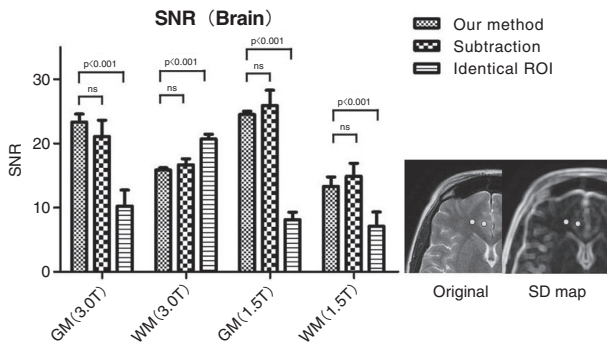 SNR（Brain）
Our method
Subtraction
Identical ROI
SNR
30
20
10
0
p<0.001
ns
p<0.001
ns
p<0.001
ns
p<0.001
ns
GM(3.0T)
WM(3.0T)
GM(1.5T)
WM(1.5T)
Original
SD map